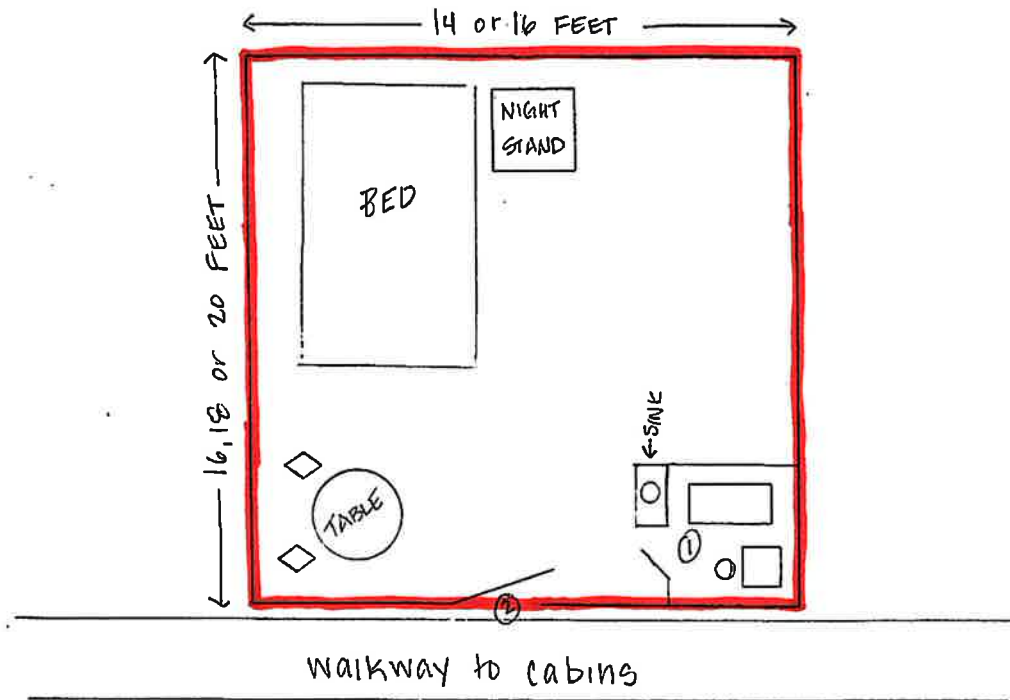 14 or 16 FEET
NIGHT
STAND
BED
16, 18 or 20 FEET
←SINK
TABLE
1
2
walkway to cabins